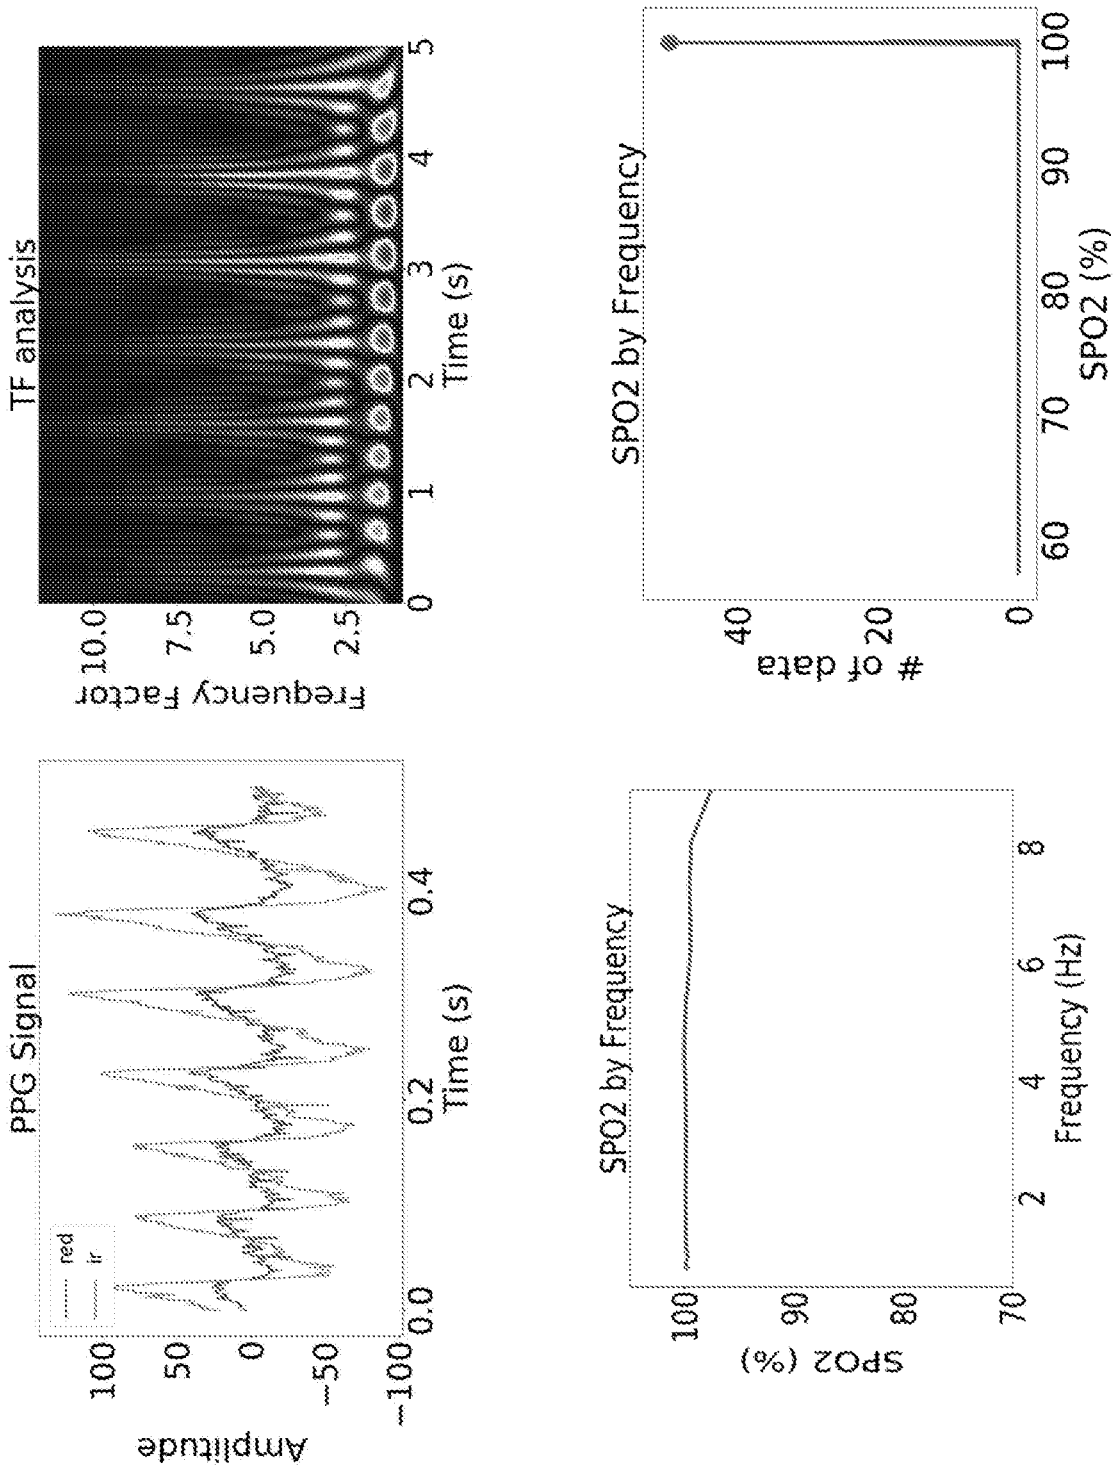 PPG Signal
red
ir
Amplitude
100
50
0
−50
−100
0.0
0.2
0.4
Time (s)
TF analysis
Frequency Factor
10.0
7.5
5.0
2.5
0
1
2
3
4
5
Time (s)
SPO2 by Frequency
SPO2 (%)
100
90
80
70
2
4
6
8
Frequency (Hz)
SPO2 by Frequency
# of data
40
20
0
60
70
80
90
100
SPO2 (%)